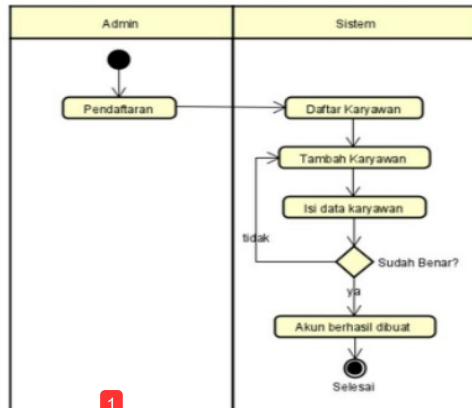 Admin
Sistem
Pendaftaran
Daftar Karyawan
Tambah Karyawan
Isi data karyawan
tidak
Sudah Benar?
ya
Akun berhasil dibuat
Selesai
1